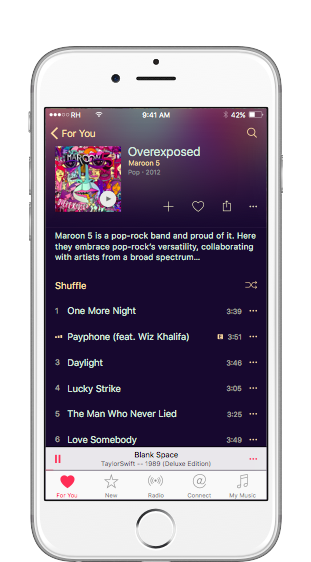 RH 9:41 AM 42%
For You
Overexposed
Maroon 5
Pop · 2012
Maroon 5 is a pop-rock band and proud of it. Here
they embrace pop-rock's versatility, collaborating
with artists from a broad spectrum...
Shuffle
1 One More Night 3:39
Payphone (feat. Wiz Khalifa) E 3:51
3 Daylight 3:46
4 Lucky Strike 3:05
5 The Man Who Never Lied 3:25
6 Love Somebody 3:49
Blank Space
TaylorSwift -- 1989 (Deluxe Edition)
For You New Radio Connect My Music